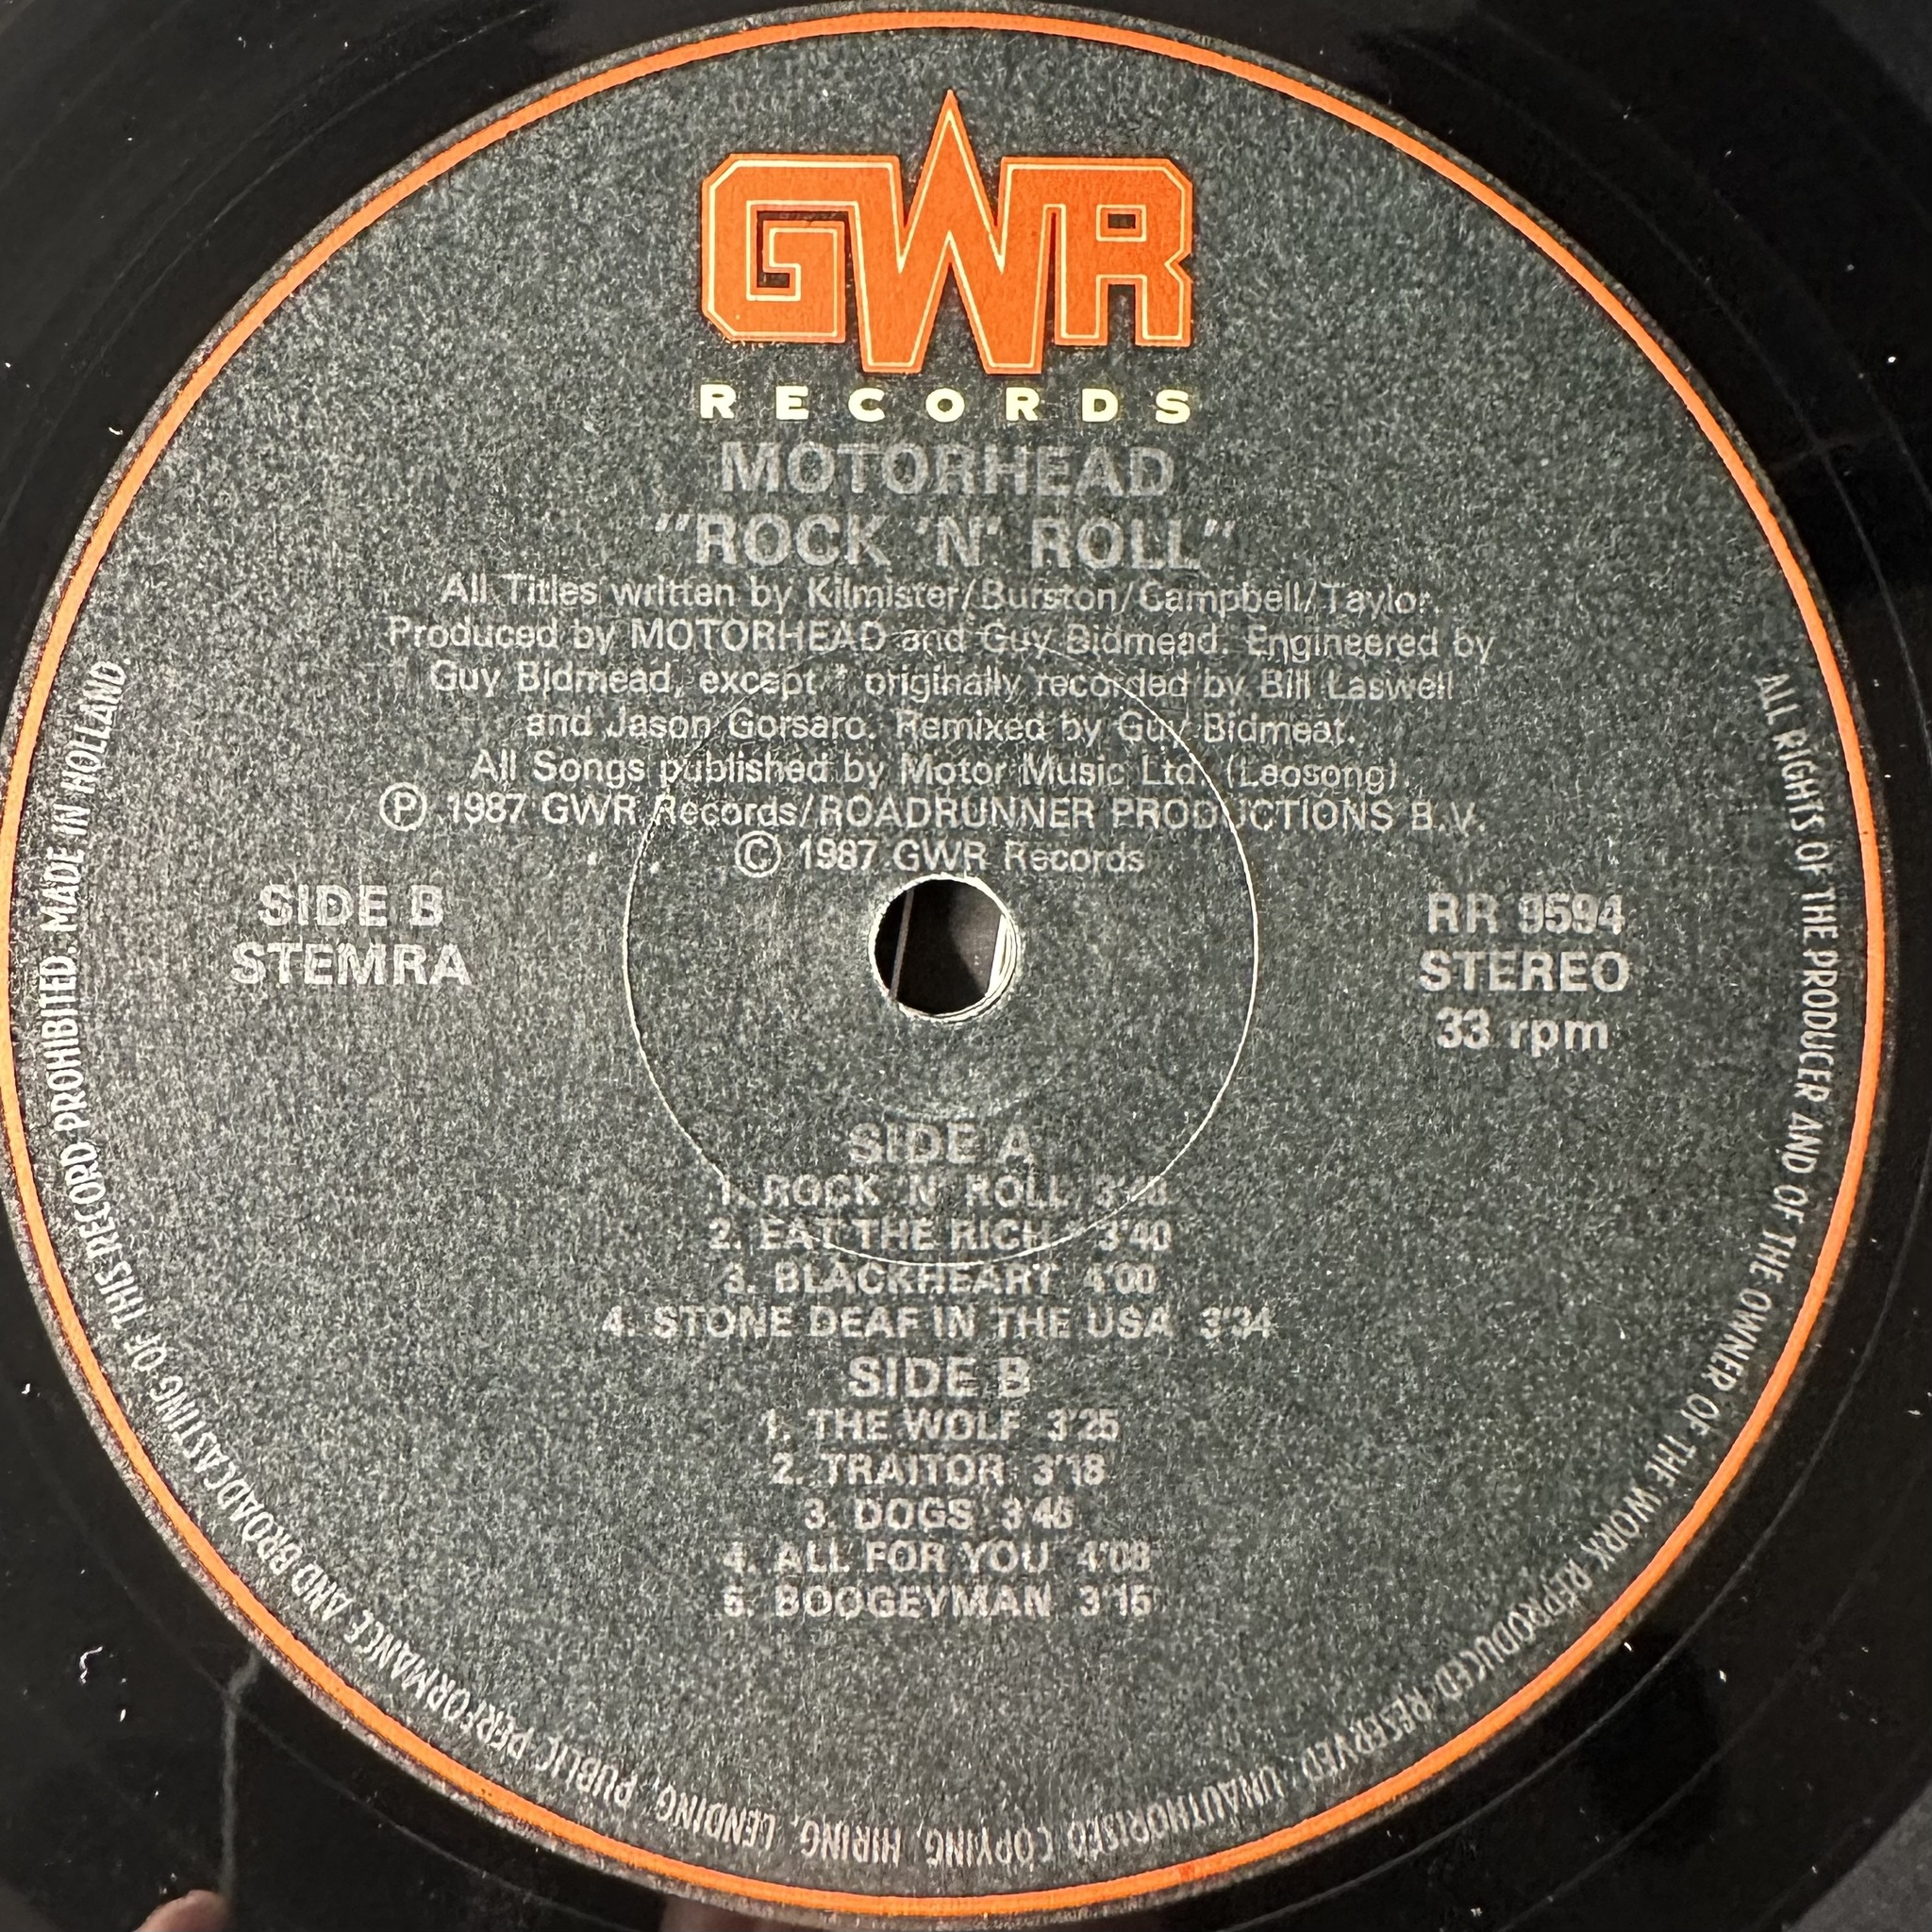 GWR
RECORDS
MOTORHEAD
"ROCK 'N' ROLL"
All Titles written by Kilmister/Burston/Campbell/Taylor.
Produced by MOTORHEAD and Guy Bidmead. Engineered by
Guy Bidmead, except * originally recorded by Bill Laswell
and Jason Gorsaro. Remixed by Guy Bidmeat.
All Songs published by Motor Music Ltd. (Leosong).
Ⓟ 1987 GWR Records/ROADRUNNER PRODUCTIONS B.V.
© 1987 GWR Records
SIDE B
STEMRA
RR 9594
STEREO
33 rpm
SIDE A
1. ROCK 'N' ROLL
2. EAT THE RICH * 3'40
3. BLACKHEART 4'00
4. STONE DEAF IN THE USA 3'34
SIDE B
1. THE WOLF 3'25
2. TRAITOR 3'18
3. DOGS
4. ALL FOR YOU 4'08
5. BOOGEYMAN 3'15
ALL RIGHTS OF THE PRODUCER AND OF THE OWNER OF THE WORK REPRODUCED RESERVED. UNAUTHORISED COPYING, HIRING, LENDING, PUBLIC PERFORMANCE AND BROADCASTING OF THIS RECORD PROHIBITED. MADE IN HOLLAND.